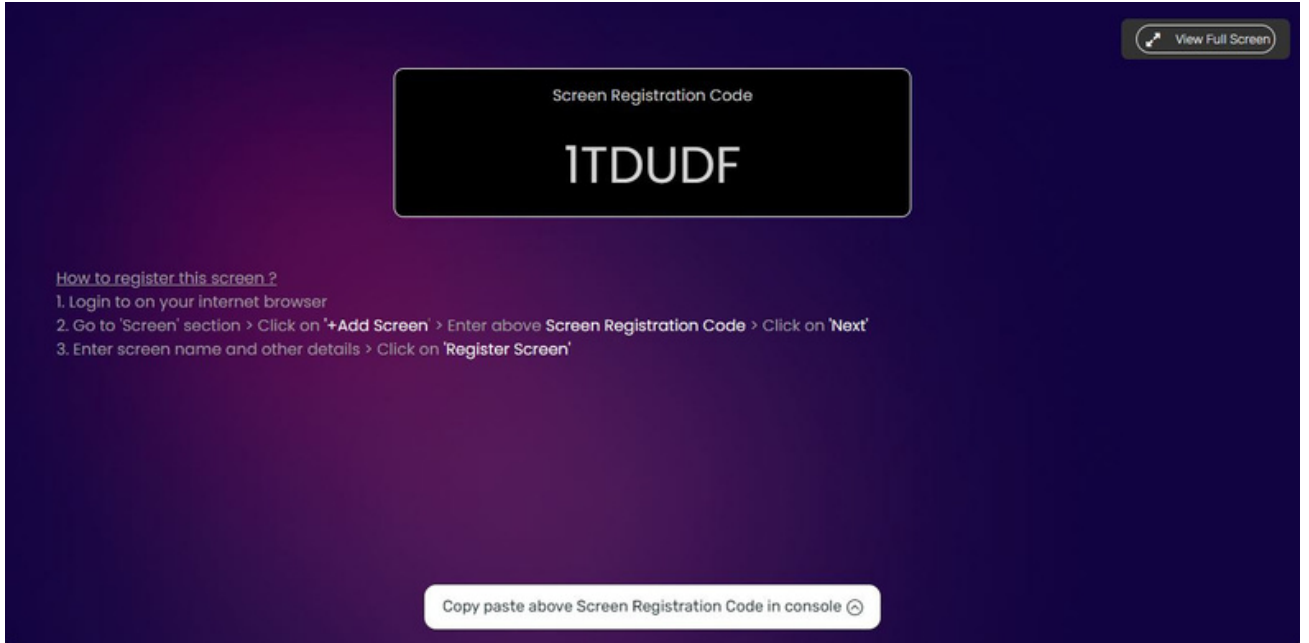 View Full Screen
Screen Registration Code
1TDUDF
How to register this screen ?
1. Login to on your internet browser
2. Go to 'Screen' section > Click on '+Add Screen' > Enter above Screen Registration Code > Click on 'Next'
3. Enter screen name and other details > Click on 'Register Screen'
Copy paste above Screen Registration Code in console